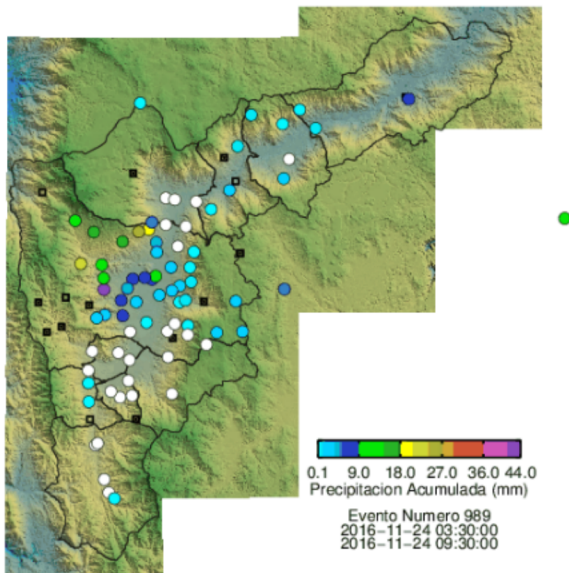 0.1 9.0 18.0 27.0 36.0 44.0
Precipitacion Acumulada (mm)
Evento Numero 989
2016-11-24 03:30:00
2016-11-24 09:30:00